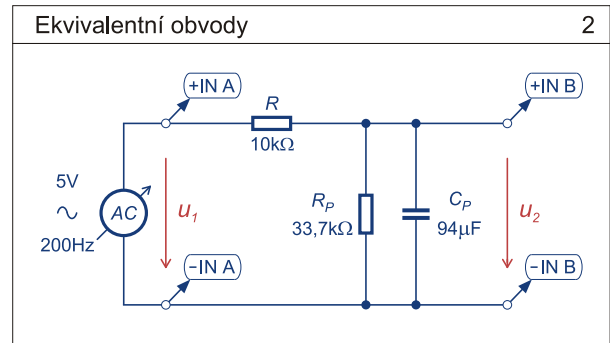 Ekvivalentní obvody 2
+IN A
+IN B
R
10kΩ
5V
AC
200Hz
u1
RP
33,7kΩ
CP
94µF
u2
−IN A
−IN B